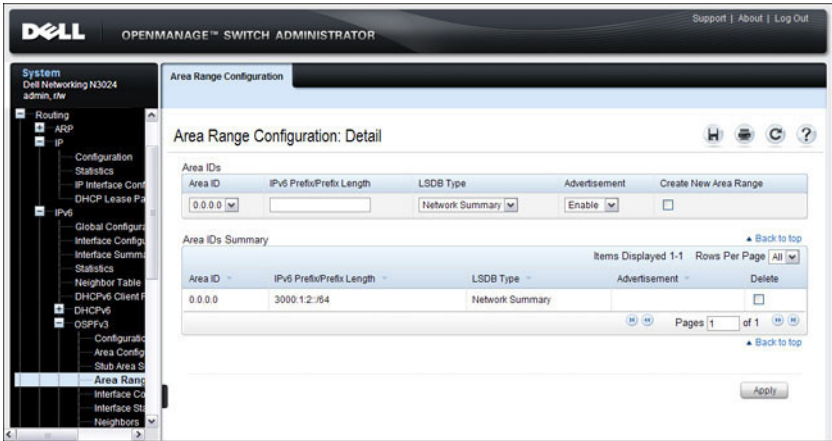 Support | About | Log Out
DELL OPENMANAGE™ SWITCH ADMINISTRATOR
System
Dell Networking N3024
admin, r/w
Routing
ARP
IP
Configuration
Statistics
IP Interface Conf
DHCP Lease Pa
IPv6
Global Configura
Interface Configu
Interface Summa
Statistics
Neighbor Table
DHCPv6 Client P
DHCPv6
OSPFv3
Configuratio
Area Config
Stub Area S
Area Rang
Interface Co
Interface Sta
Neighbors
Area Range Configuration
Area Range Configuration: Detail
Area IDs
Area ID IPv6 Prefix/Prefix Length LSDB Type Advertisement Create New Area Range
0.0.0.0 Network Summary Enable
Area IDs Summary Back to top
Items Displayed 1-1 Rows Per Page All
Area ID IPv6 Prefix/Prefix Length LSDB Type Advertisement Delete
0.0.0.0 3000:1:2::/64 Network Summary
Pages 1 of 1
Back to top
Apply